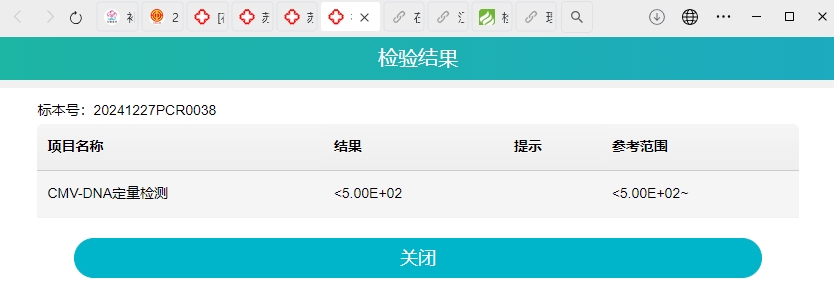 检验结果
标本号：20241227PCR0038
项目名称 结果 提示 参考范围
CMV-DNA定量检测 <5.00E+02 <5.00E+02~
关闭